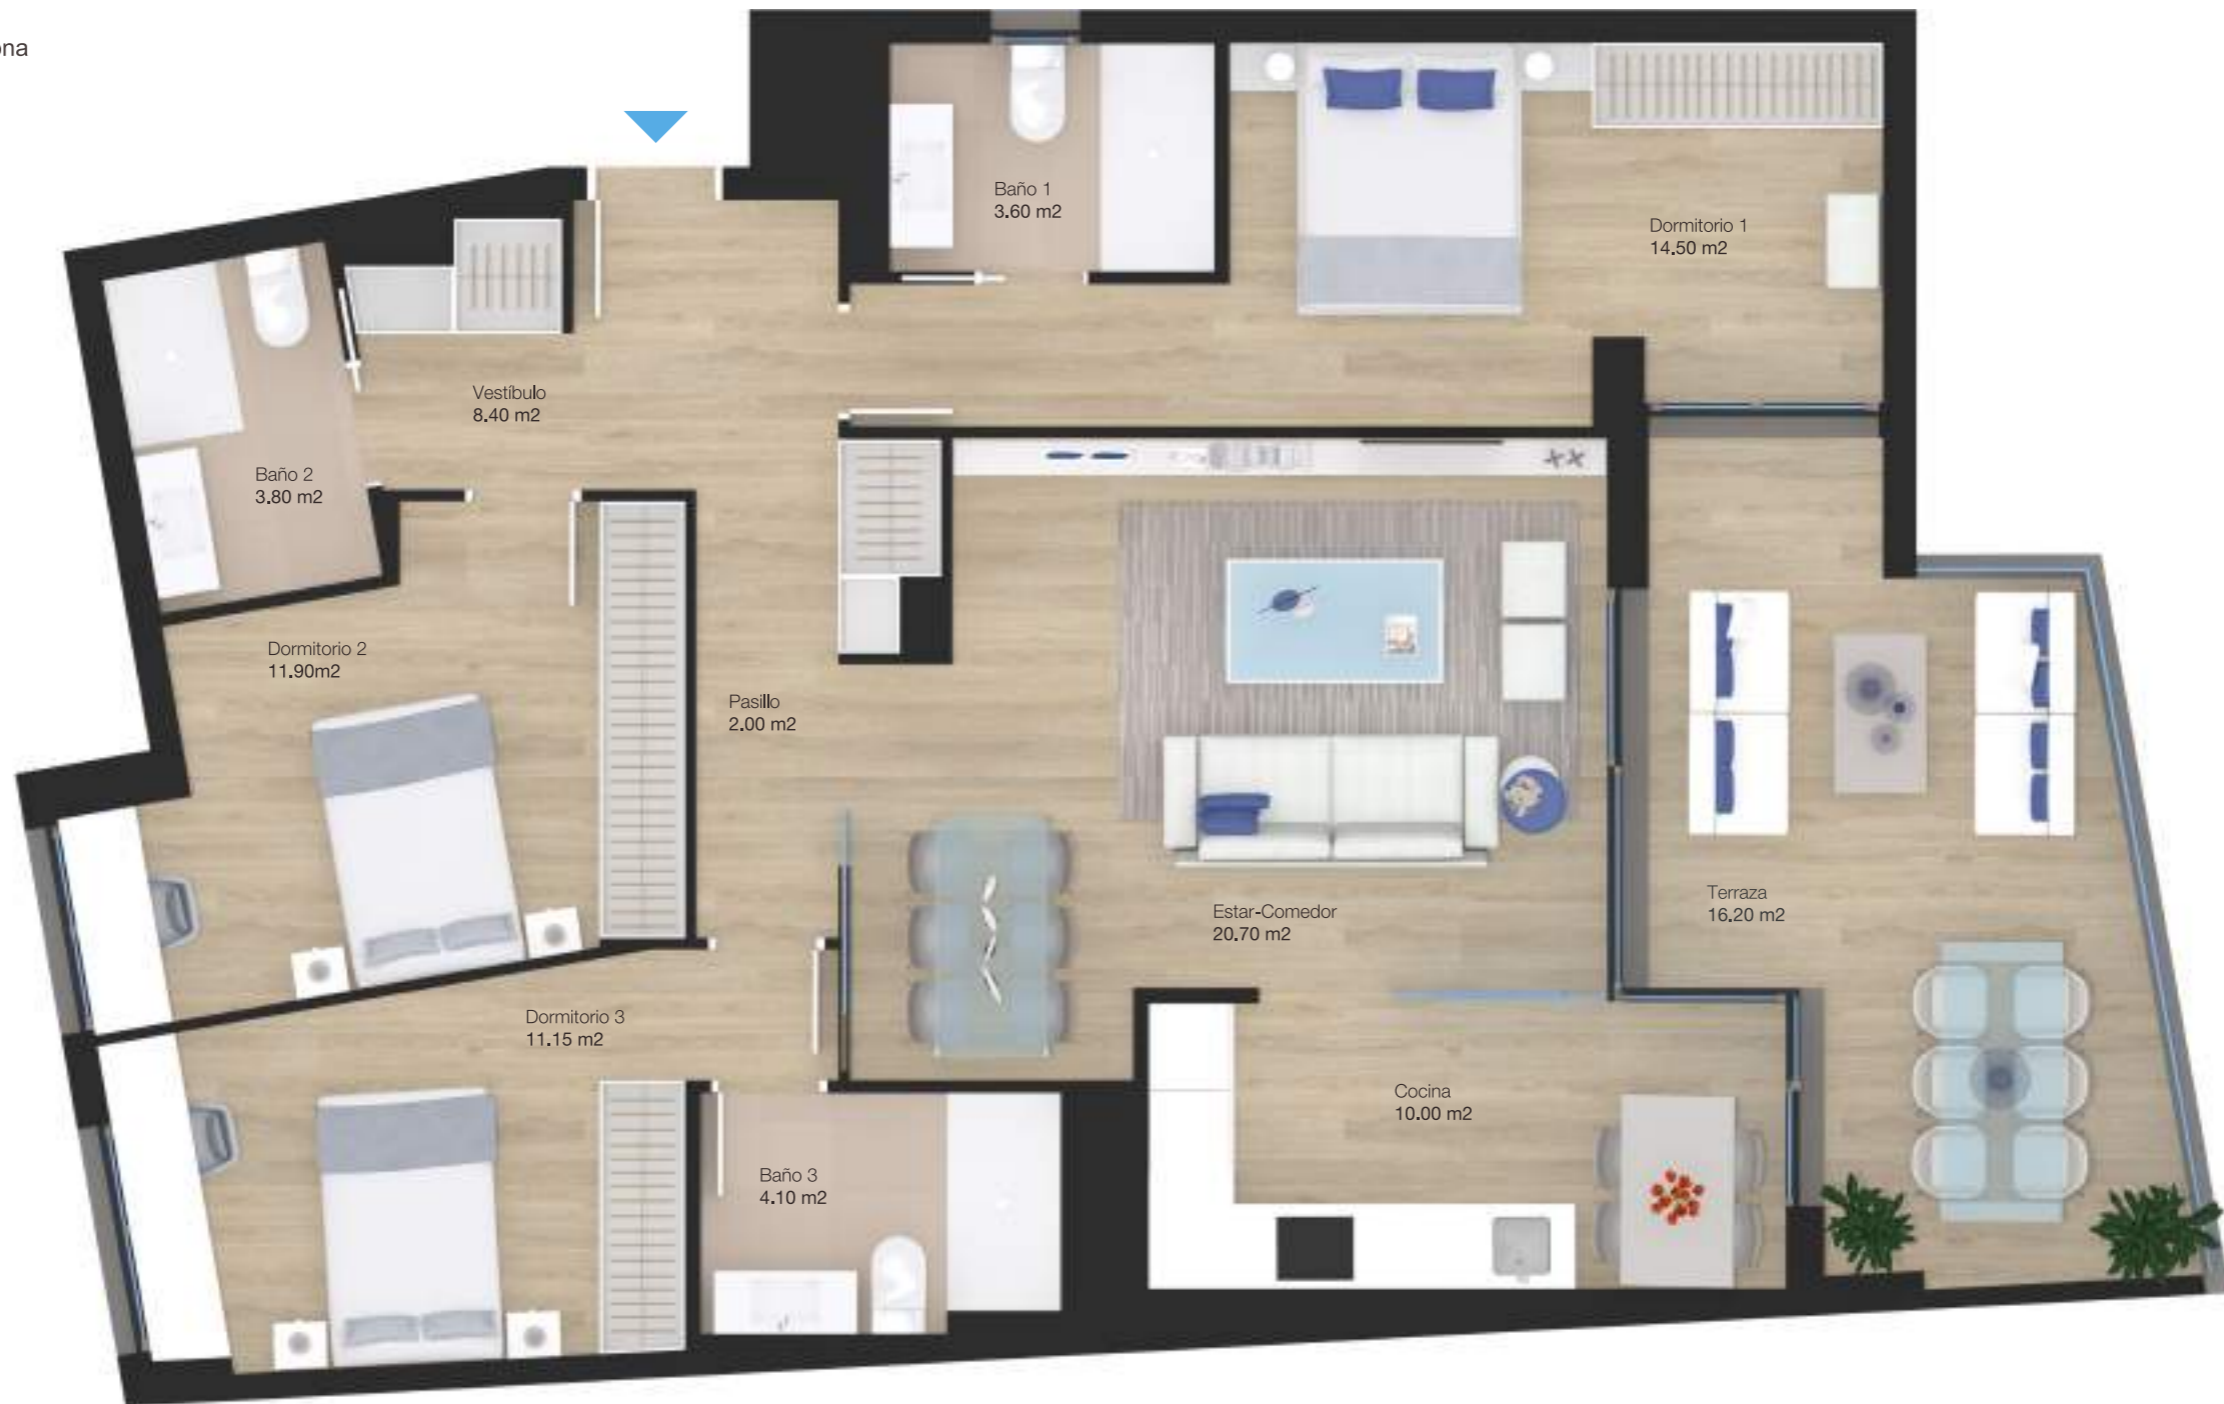 ona
Baño 1
3.60 m2
Dormitorio 1
14.50 m2
Vestíbulo
8.40 m2
Baño 2
3.80 m2
Dormitorio 2
11.90m2
Pasillo
2.00 m2
Estar-Comedor
20.70 m2
Terraza
16.20 m2
Dormitorio 3
11.15 m2
Cocina
10.00 m2
Baño 3
4.10 m2